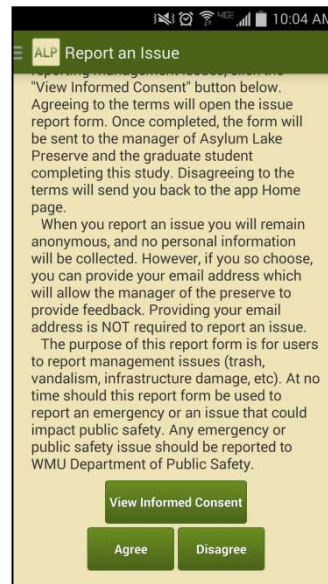 4G 10:04 AM
ALP Report an Issue
reporting management issues, click the
"View Informed Consent" button below.
Agreeing to the terms will open the issue
report form. Once completed, the form will
be sent to the manager of Asylum Lake
Preserve and the graduate student
completing this study. Disagreeing to the
terms will send you back to the app Home
page.
When you report an issue you will remain
anonymous, and no personal information
will be collected. However, if you so choose,
you can provide your email address which
will allow the manager of the preserve to
provide feedback. Providing your email
address is NOT required to report an issue.
The purpose of this report form is for users
to report management issues (trash,
vandalism, infrastructure damage, etc). At no
time should this report form be used to
report an emergency or an issue that could
impact public safety. Any emergency or
public safety issue should be reported to
WMU Department of Public Safety.
View Informed Consent
Agree Disagree